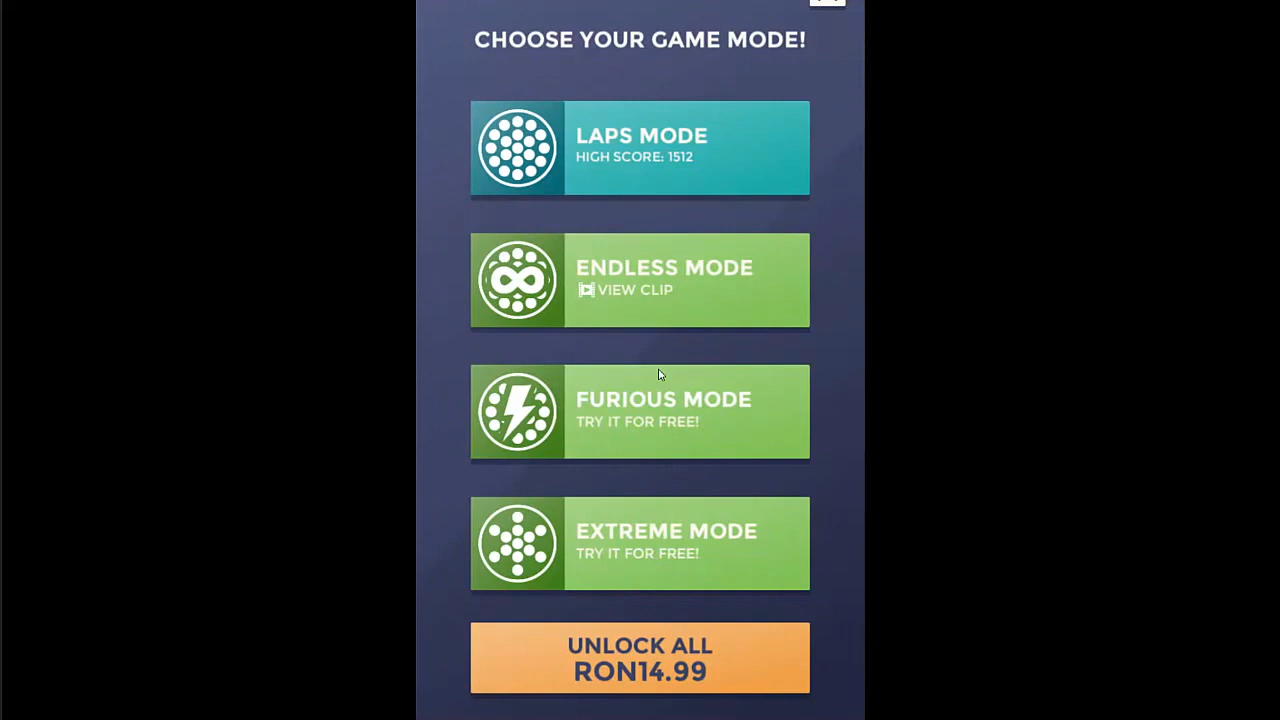 CHOOSE YOUR GAME MODE!
LAPS MODE
HIGH SCORE: 1512
ENDLESS MODE
VIEW CLIP
FURIOUS MODE
TRY IT FOR FREE!
EXTREME MODE
TRY IT FOR FREE!
UNLOCK ALL
RON14.99